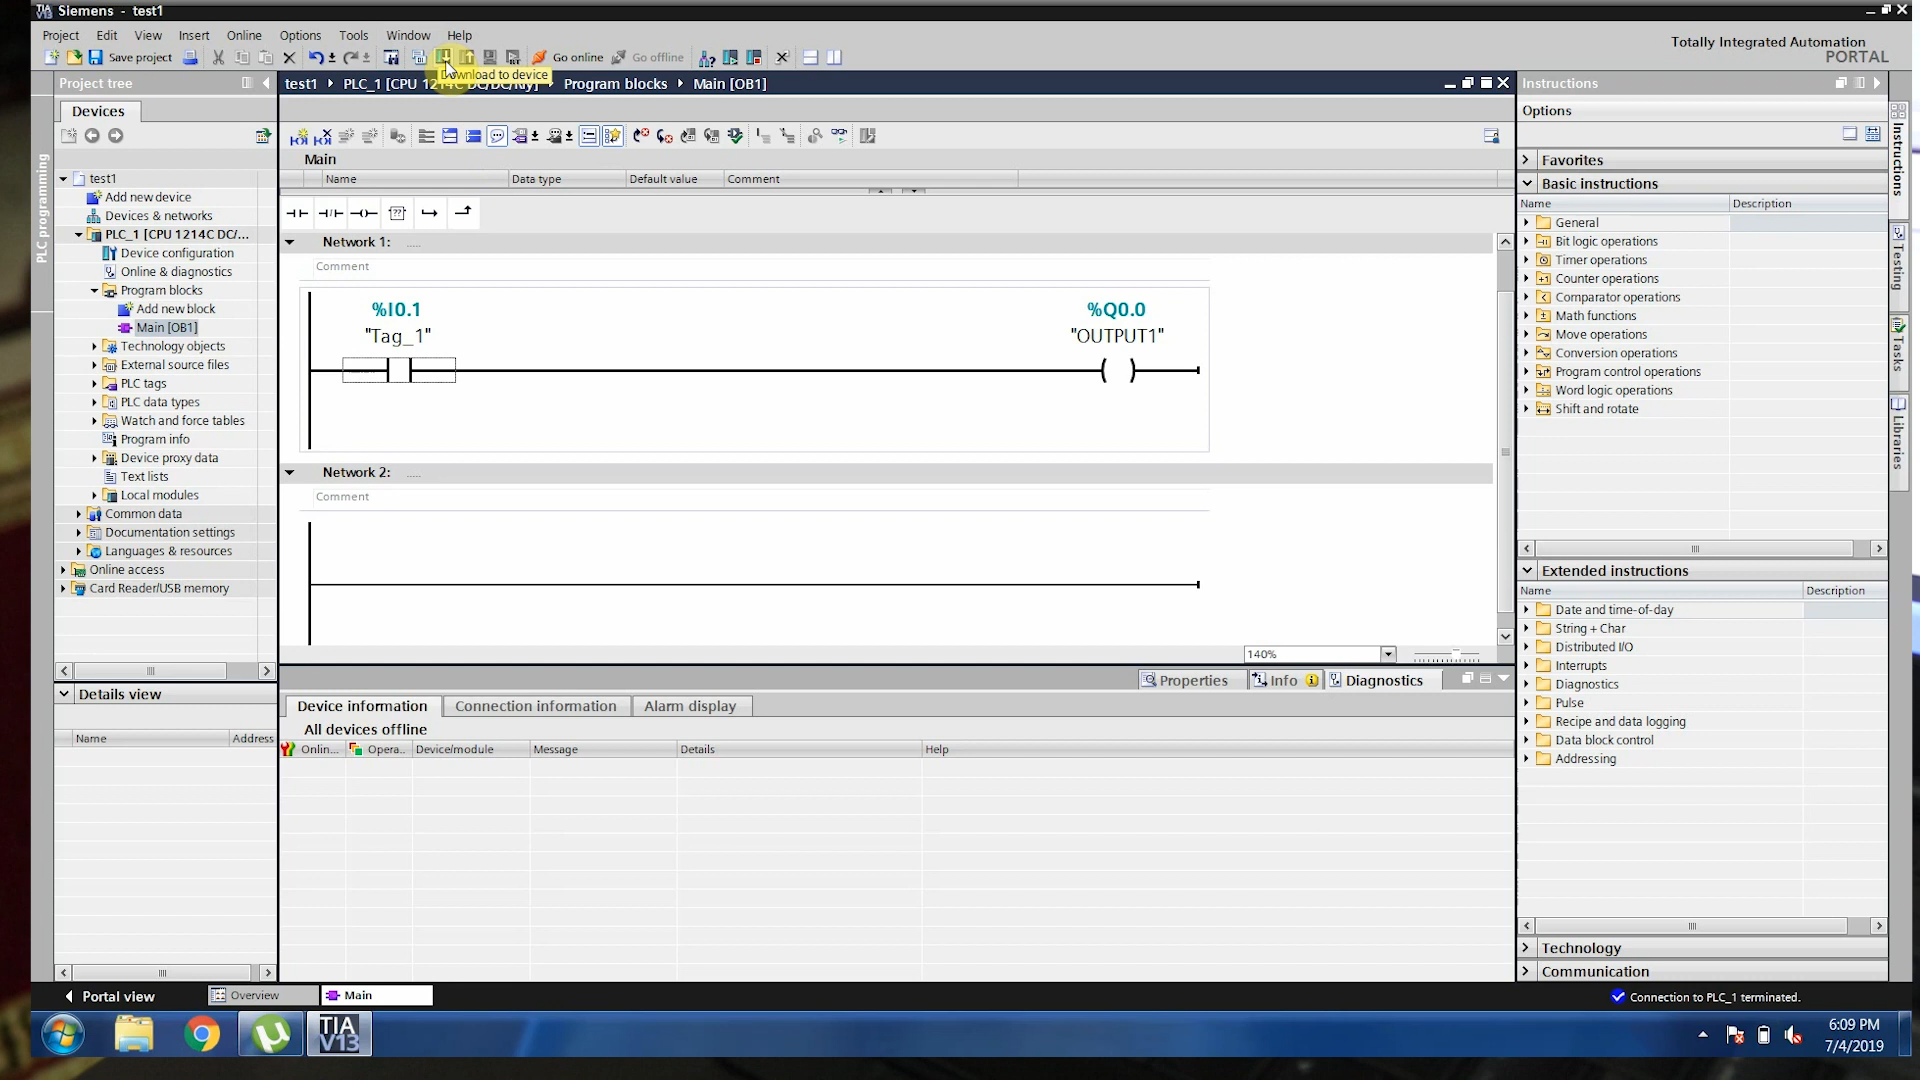 TIA V13 Siemens - test1
Project Edit View Insert Online Options Tools Window Help
Totally Integrated Automation
PORTAL
Save project Go online Go offline
Download to device
Project tree
test1 PLC_1 [CPU 1214C DC/DC/Rly] Program blocks Main [OB1]
Instructions
Devices
Options
PLC programming
Main
Name Data type Default value Comment
test1
Add new device
Devices & networks
PLC_1 [CPU 1214C DC/...
Device configuration
Online & diagnostics
Program blocks
Add new block
Main [OB1]
Technology objects
External source files
PLC tags
PLC data types
Watch and force tables
Program info
Device proxy data
Text lists
Local modules
Common data
Documentation settings
Languages & resources
Online access
Card Reader/USB memory
Details view
Name Address
Network 1: .....
Comment
%I0.1
"Tag_1"
%Q0.0
"OUTPUT1"
Network 2: .....
Comment
140%
Properties Info Diagnostics
Device information Connection information Alarm display
All devices offline
Onlin... Opera.. Device/module Message Details Help
Favorites
Basic instructions
Name Description
General
Bit logic operations
Timer operations
Counter operations
Comparator operations
Math functions
Move operations
Conversion operations
Program control operations
Word logic operations
Shift and rotate
Extended instructions
Name Description
Date and time-of-day
String + Char
Distributed I/O
Interrupts
Diagnostics
Pulse
Recipe and data logging
Data block control
Addressing
Technology
Communication
Instructions
Testing
Tasks
Libraries
Portal view Overview Main
Connection to PLC_1 terminated.
TIA
V13
6:09 PM
7/4/2019